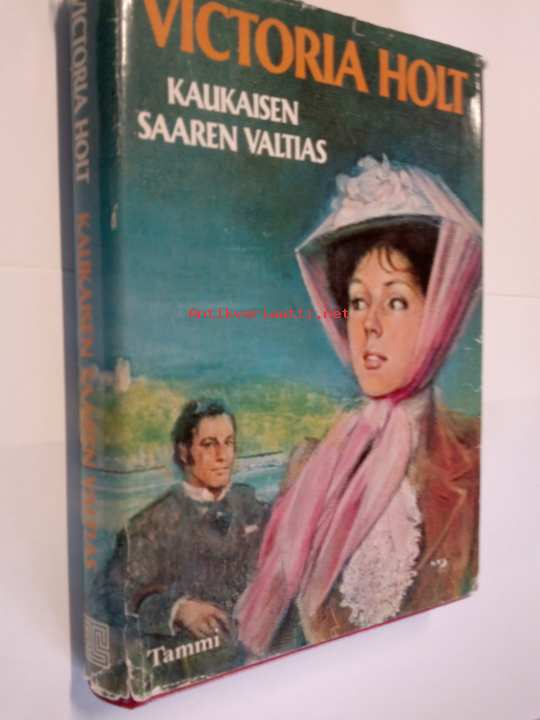 VICTORIA HOLT
KAUKAISEN
SAAREN VALTIAS
VICTORIA HOLT KAUKAISEN SAAREN VALTIAS
Antikvariaatti.net
Tammi